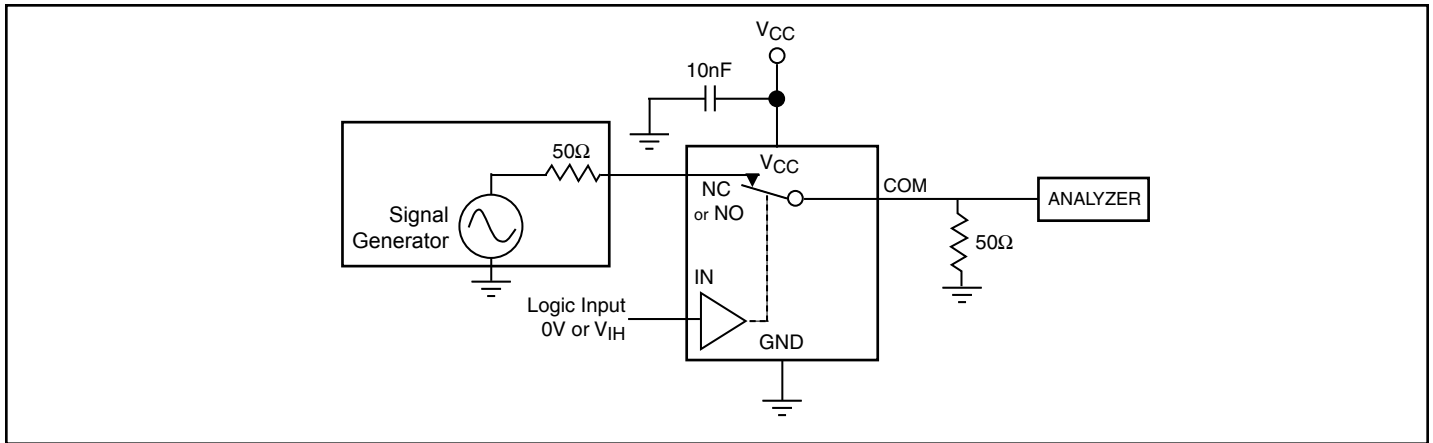 VCC
10nF
50Ω
Signal
Generator
VCC
NC
or NO
COM
ANALYZER
50Ω
IN
Logic Input
0V or VIH
GND